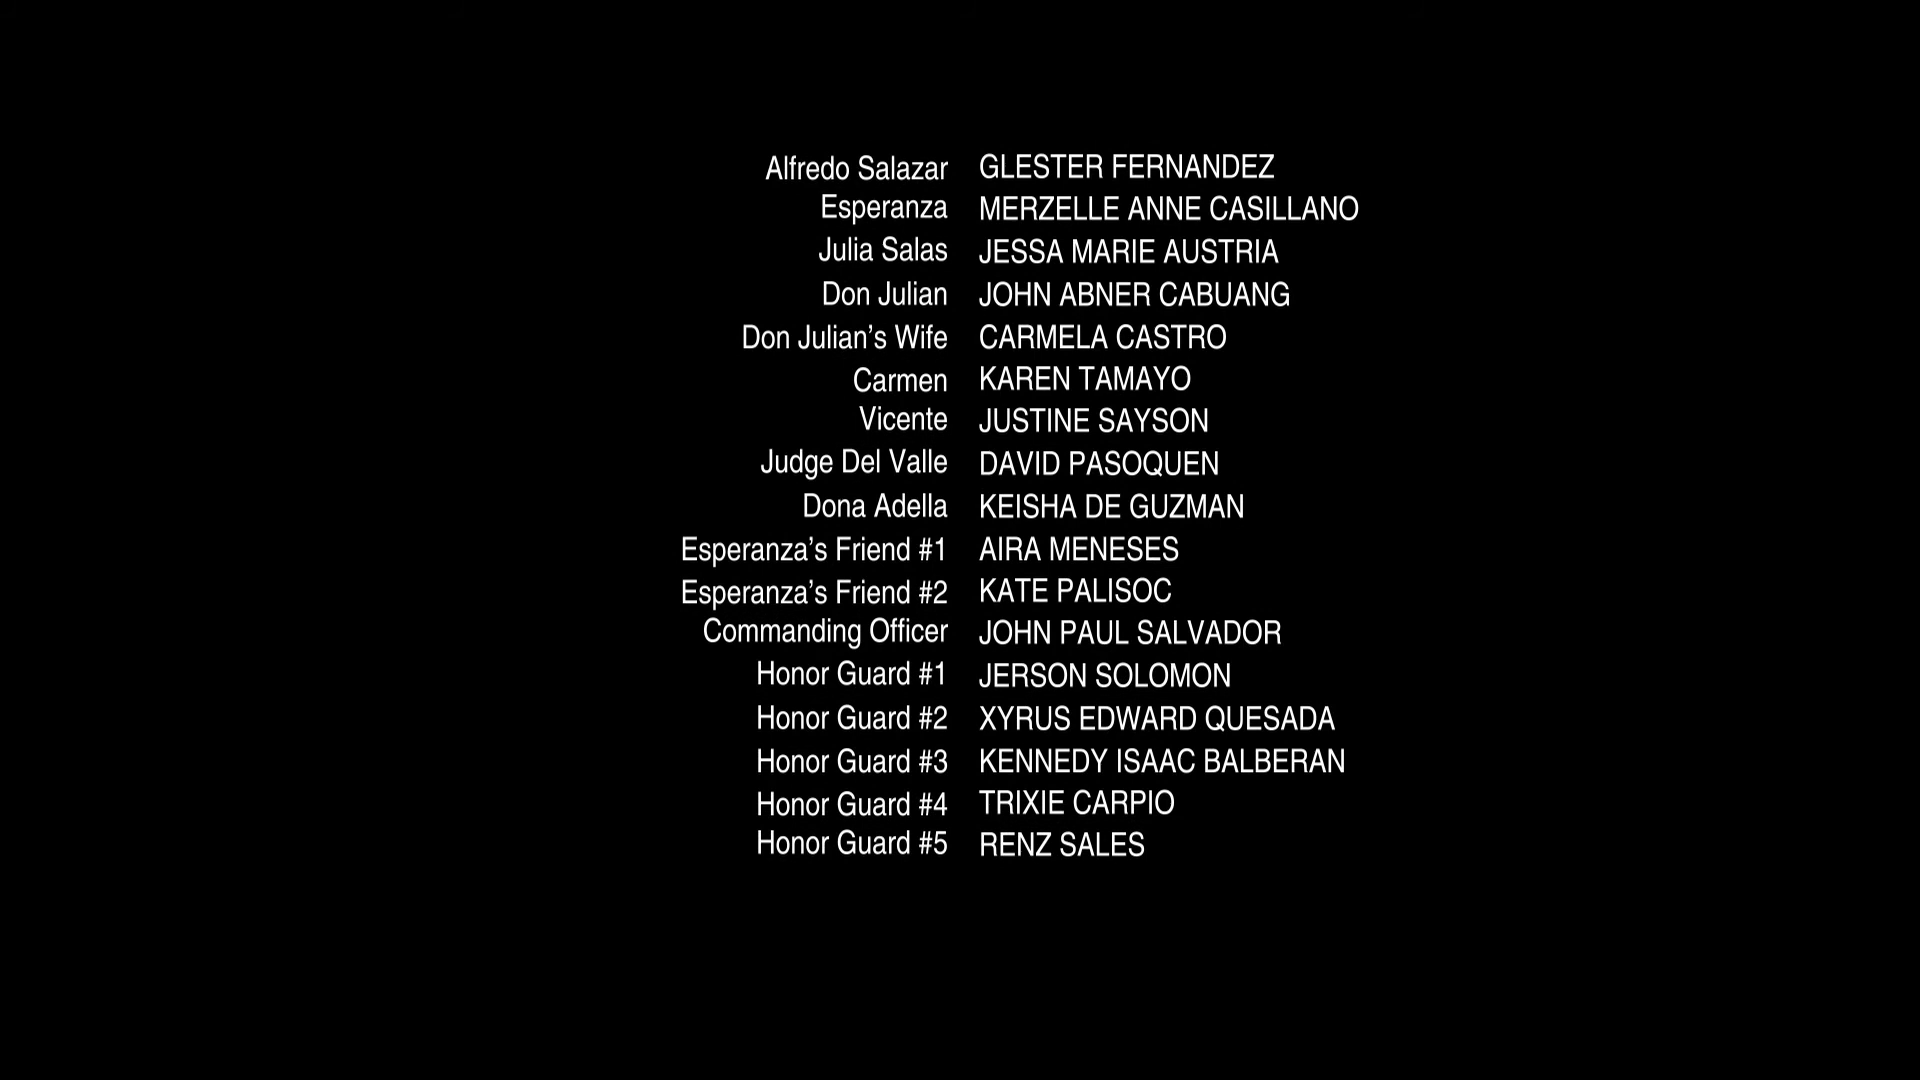 Alfredo Salazar GLESTER FERNANDEZ
Esperanza MERZELLE ANNE CASILLANO
Julia Salas JESSA MARIE AUSTRIA
Don Julian JOHN ABNER CABUANG
Don Julian’s Wife CARMELA CASTRO
Carmen KAREN TAMAYO
Vicente JUSTINE SAYSON
Judge Del Valle DAVID PASOQUEN
Dona Adella KEISHA DE GUZMAN
Esperanza’s Friend #1 AIRA MENESES
Esperanza’s Friend #2 KATE PALISOC
Commanding Officer JOHN PAUL SALVADOR
Honor Guard #1 JERSON SOLOMON
Honor Guard #2 XYRUS EDWARD QUESADA
Honor Guard #3 KENNEDY ISAAC BALBERAN
Honor Guard #4 TRIXIE CARPIO
Honor Guard #5 RENZ SALES